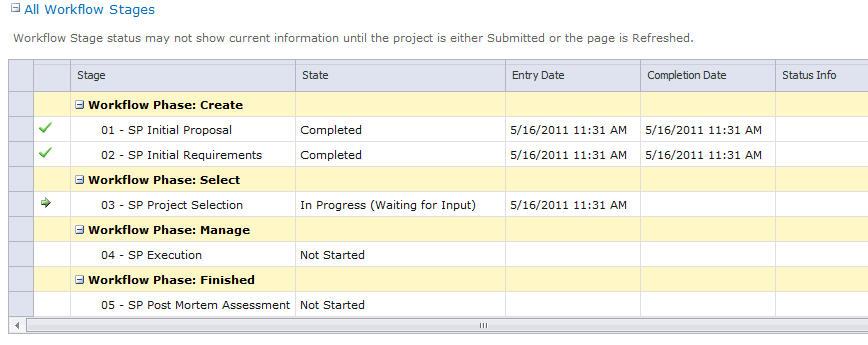 All Workflow Stages
Workflow Stage status may not show current information until the project is either Submitted or the page is Refreshed.
Stage State Entry Date Completion Date Status Info
Workflow Phase: Create
01 - SP Initial Proposal Completed 5/16/2011 11:31 AM 5/16/2011 11:31 AM
02 - SP Initial Requirements Completed 5/16/2011 11:31 AM 5/16/2011 11:31 AM
Workflow Phase: Select
03 - SP Project Selection In Progress (Waiting for Input) 5/16/2011 11:31 AM
Workflow Phase: Manage
04 - SP Execution Not Started
Workflow Phase: Finished
05 - SP Post Mortem Assessment Not Started